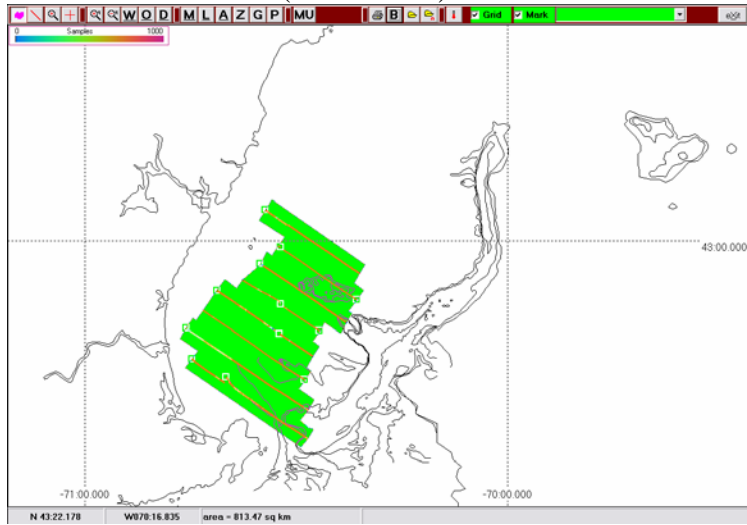 W O D M L A Z G P MU B Grid Mark eXit
0 Samples 1000
43:00.000
-71:00.000 -70:00.000
N 43:22.178 W070:16.835 area = 813.47 sq km